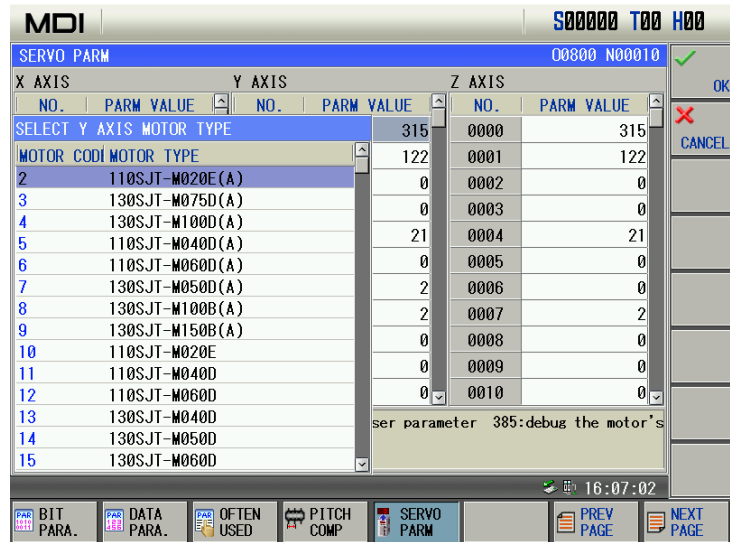 MDI S00000 T00 H00
SERVO PARM O0800 N00010
OK
X AXIS Y AXIS Z AXIS
NO. PARM VALUE NO. PARM VALUE NO. PARM VALUE
CANCEL
SELECT Y AXIS MOTOR TYPE 315 0000 315
MOTOR CODI MOTOR TYPE 122 0001 122
2 110SJT-M020E(A) 0 0002 0
3 130SJT-M075D(A) 0 0003 0
4 130SJT-M100D(A) 21 0004 21
5 110SJT-M040D(A) 0 0005 0
6 110SJT-M060D(A) 2 0006 0
7 130SJT-M050D(A) 2 0007 2
8 130SJT-M100B(A) 0 0008 0
9 130SJT-M150B(A) 0 0009 0
10 110SJT-M020E 0 0010 0
11 110SJT-M040D
12 110SJT-M060D
13 130SJT-M040D ser parameter 385:debug the motor's
14 130SJT-M050D
15 130SJT-M060D
16:07:02
BIT PARA. DATA PARA. OFTEN USED PITCH COMP SERVO PARM PREV PAGE NEXT PAGE